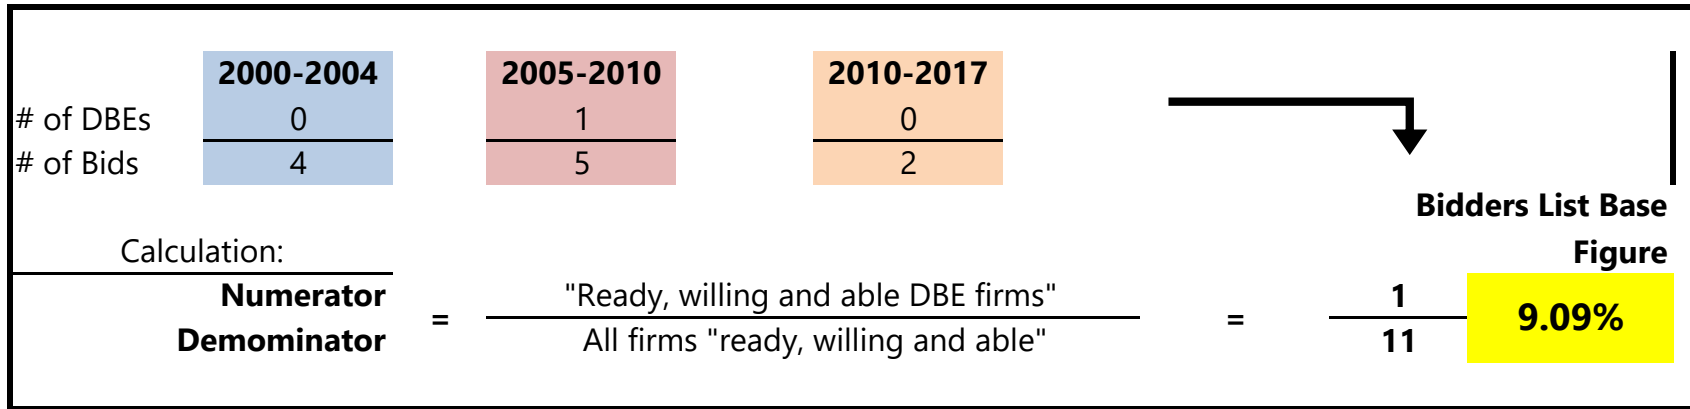 2000-2004 2005-2010 2010-2017
# of DBEs 0 1 0
# of Bids 4 5 2
Bidders List Base
Calculation: Figure
Numerator "Ready, willing and able DBE firms" 1
= = 9.09%
Demominator All firms "ready, willing and able" 11